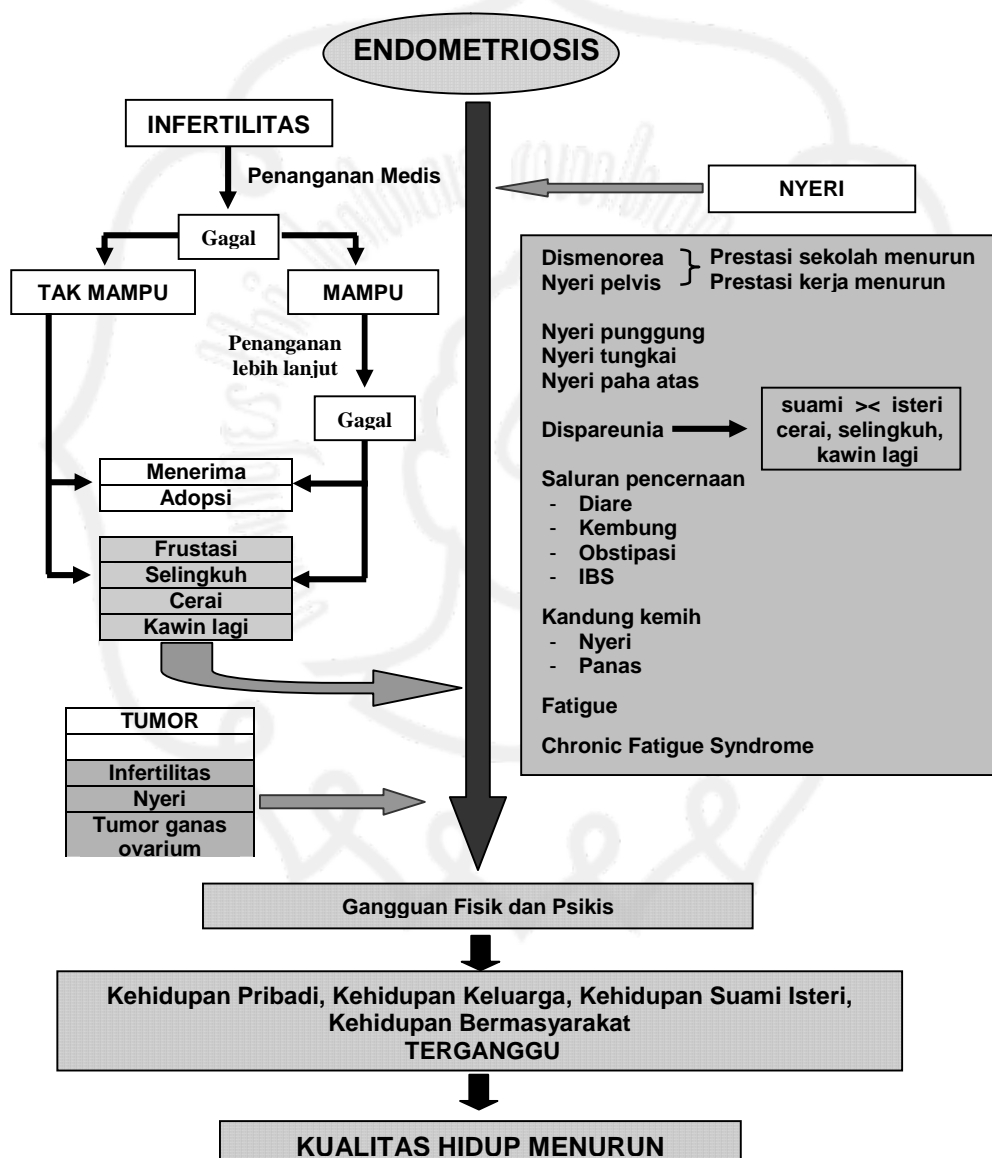 ENDOMETRIOSIS
INFERTILITAS
Penanganan Medis
Gagal
TAK MAMPU
MAMPU
Penanganan
lebih lanjut
Gagal
Menerima
Adopsi
Frustasi
Selingkuh
Cerai
Kawin lagi
TUMOR
Infertilitas
Nyeri
Tumor ganas
ovarium
NYERI
Dismenorea
Nyeri pelvis
Prestasi sekolah menurun
Prestasi kerja menurun
Nyeri punggung
Nyeri tungkai
Nyeri paha atas
Dispareunia
suami >< isteri
cerai, selingkuh,
kawin lagi
Saluran pencernaan
- Diare
- Kembung
- Obstipasi
- IBS
Kandung kemih
- Nyeri
- Panas
Fatigue
Chronic Fatigue Syndrome
Gangguan Fisik dan Psikis
Kehidupan Pribadi, Kehidupan Keluarga, Kehidupan Suami Isteri,
Kehidupan Bermasyarakat
TERGANGGU
KUALITAS HIDUP MENURUN